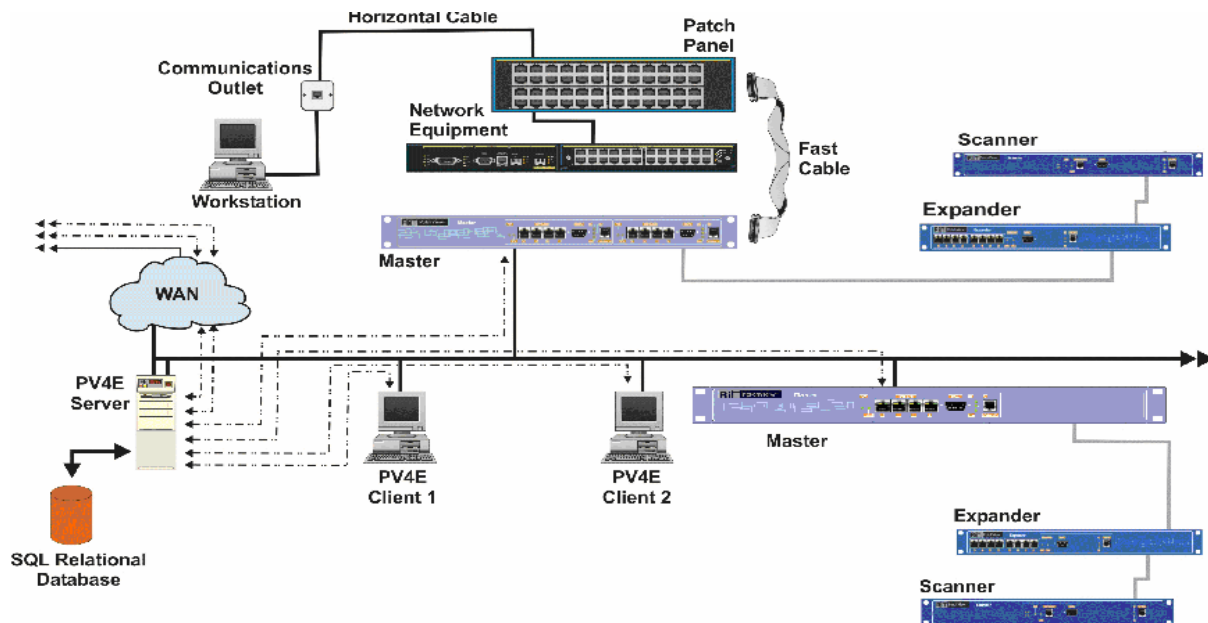 Horizontal Cable
Patch
Panel
Communications
Outlet
Network
Equipment
Fast
Cable
Scanner
Workstation
Expander
Master
WAN
PV4E
Server
Master
PV4E
Client 1
PV4E
Client 2
Expander
SQL Relational
Database
Scanner